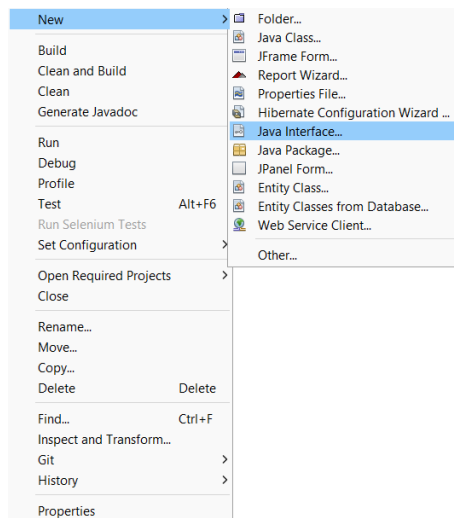 New
Build
Clean and Build
Clean
Generate Javadoc
Run
Debug
Profile
Test Alt+F6
Run Selenium Tests
Set Configuration
Open Required Projects
Close
Rename...
Move...
Copy...
Delete Delete
Find... Ctrl+F
Inspect and Transform...
Git
History
Properties
Folder...
Java Class...
JFrame Form...
Report Wizard...
Properties File...
Hibernate Configuration Wizard ...
Java Interface...
Java Package...
JPanel Form...
Entity Class...
Entity Classes from Database...
Web Service Client...
Other...